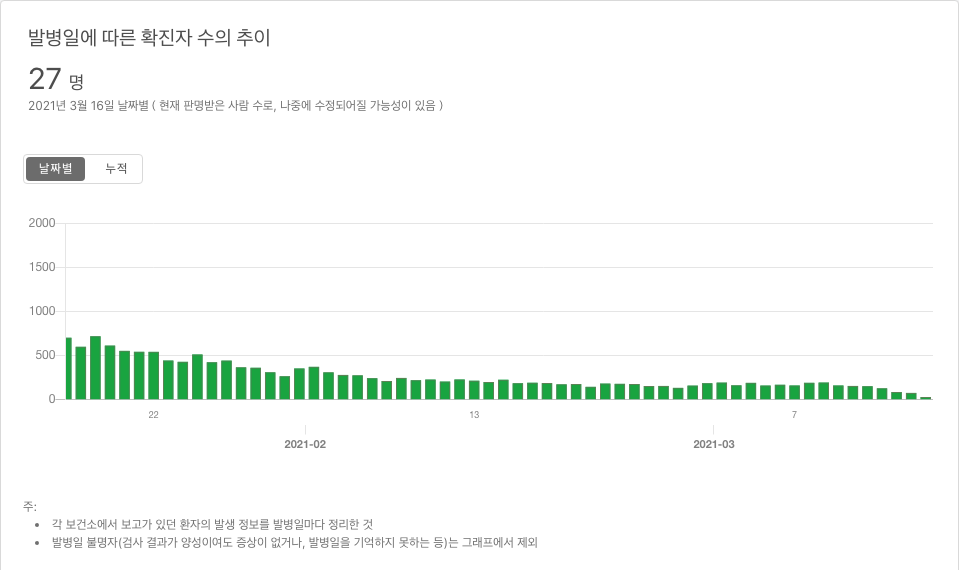 발병일에 따른 확진자 수의 추이
27 명
2021년 3월 16일 날짜별 ( 현재 판명받은 사람 수로, 나중에 수정되어질 가능성이 있음 )
날짜별 누적
2000
1500
1000
500
0
22 13 7
2021-02 2021-03
주:
• 각 보건소에서 보고가 있던 환자의 발생 정보를 발병일마다 정리한 것
• 발병일 불명자(검사 결과가 양성이여도 증상이 없거나, 발병일을 기억하지 못하는 등)는 그래프에서 제외